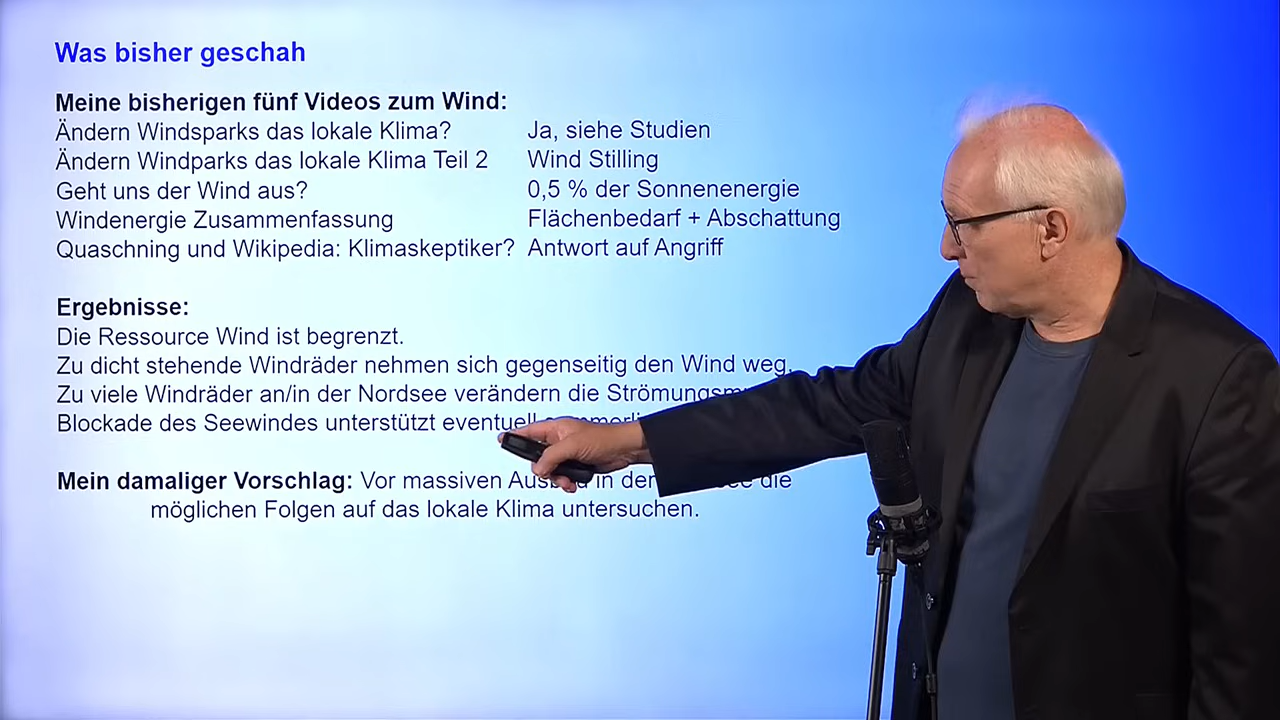 Was bisher geschah
Meine bisherigen fünf Videos zum Wind:
Ändern Windsparks das lokale Klima? Ja, siehe Studien
Ändern Windparks das lokale Klima Teil 2 Wind Stilling
Geht uns der Wind aus? 0,5 % der Sonnenenergie
Windenergie Zusammenfassung Flächenbedarf + Abschattung
Quaschning und Wikipedia: Klimaskeptiker? Antwort auf Angriff
Ergebnisse:
Die Ressource Wind ist begrenzt.
Zu dicht stehende Windräder nehmen sich gegenseitig den Wind weg.
Zu viele Windräder an/in der Nordsee verändern die
Blockade des Seewindes unterstützt eventuell
Mein damaliger Vorschlag: Vor massiven in der die
möglichen Folgen auf das lokale Klima untersuchen.